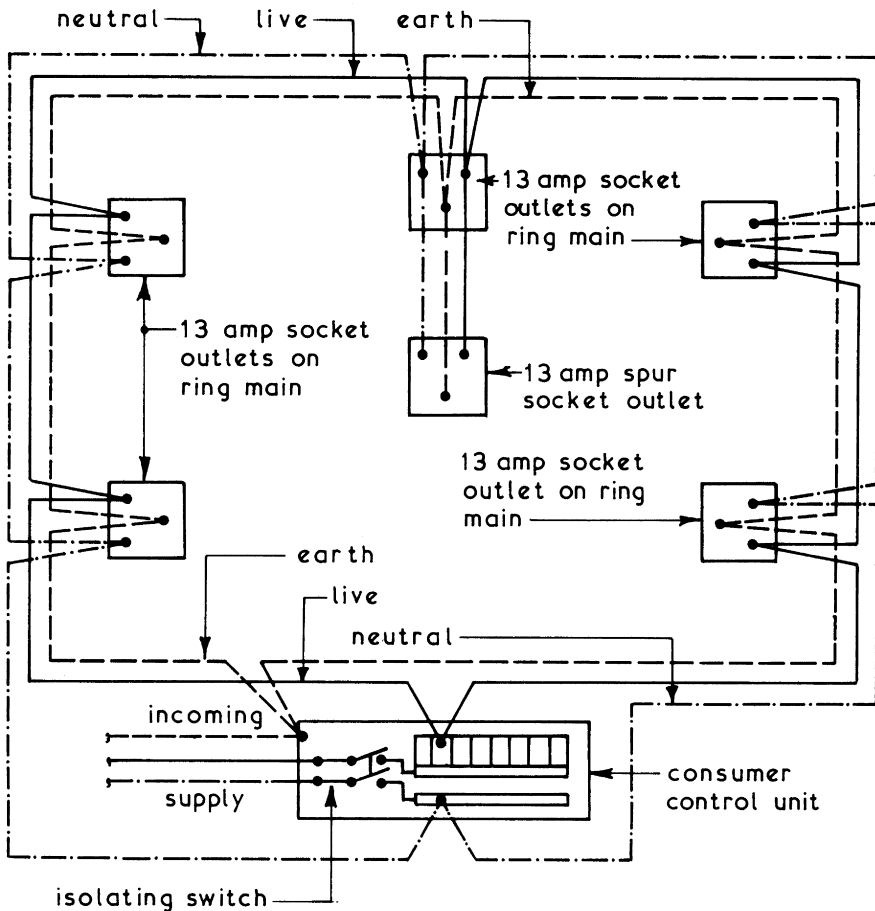 neutral
live
earth
13 amp socket
outlets on
ring main
13 amp socket
outlets on
ring main
13 amp spur
socket outlet
13 amp socket
outlet on ring
main
earth
live
neutral
incoming
supply
consumer
control unit
isolating switch